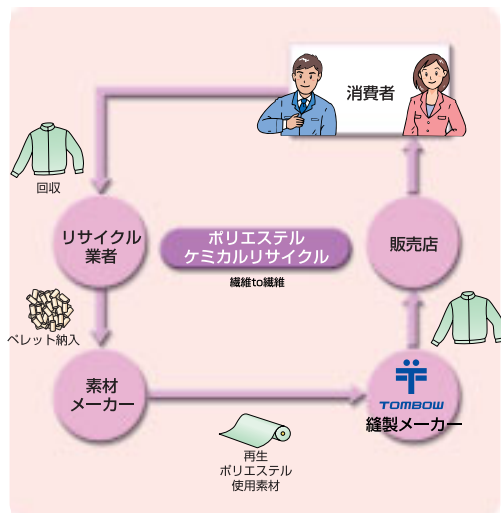 消費者
回収
リサイクル
業者
ポリエステル
ケミカルリサイクル
繊維to繊維
販売店
ペレット納入
素材
メーカー
TOMBOW
縫製メーカー
再生
ポリエステル
使用素材